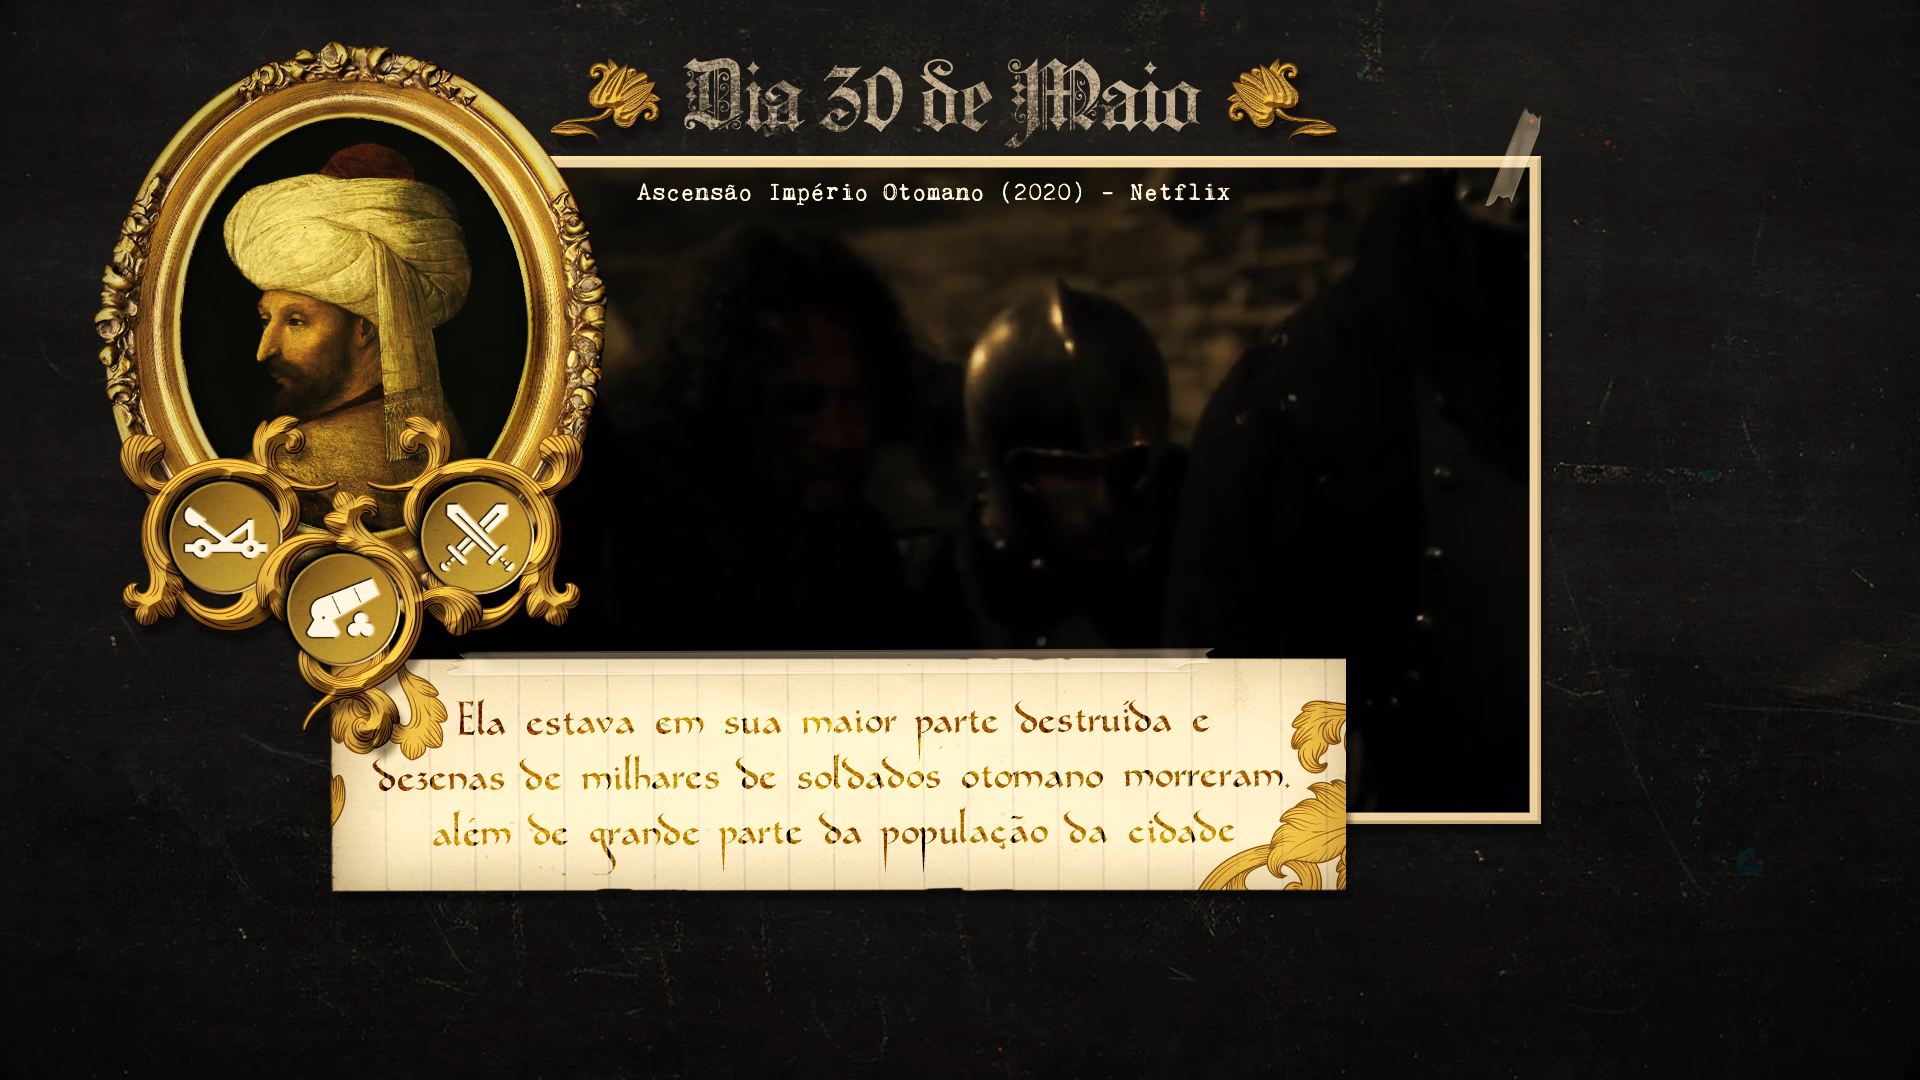 Dia 30 de Maio
Ascensão Império Otomano (2020) - Netflix
Ela estava em sua maior parte destruída e
dezenas de milhares de soldados otomano morreram,
além de grande parte da população da cidade